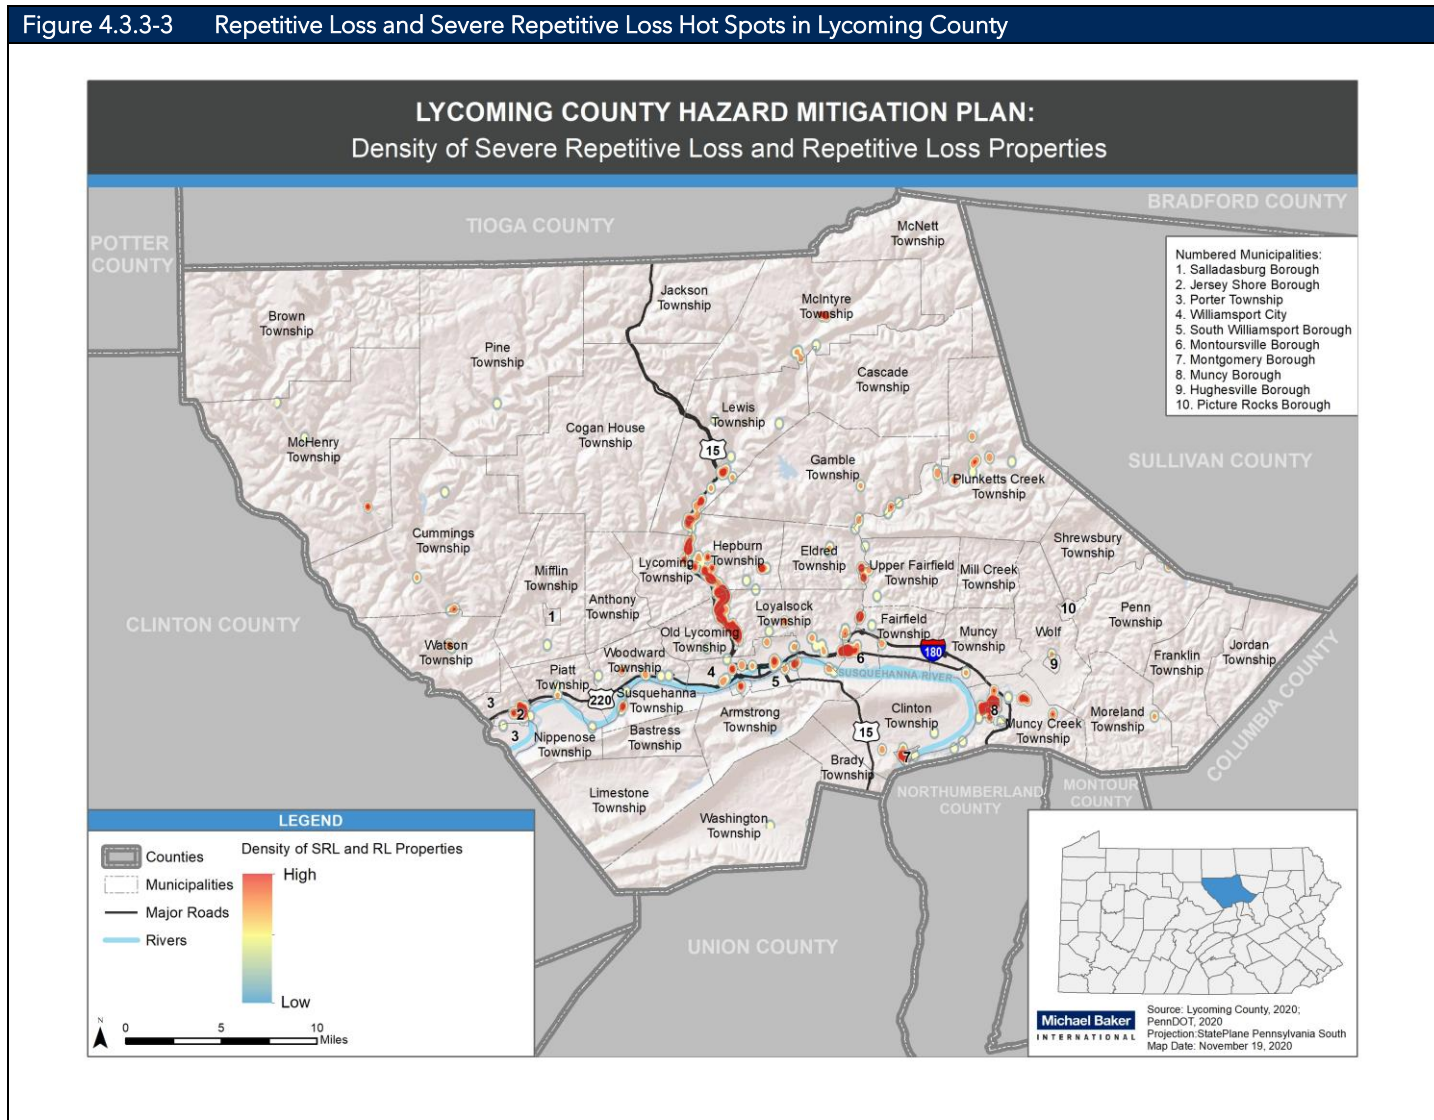 Figure 4.3.3-3 Repetitive Loss and Severe Repetitive Loss Hot Spots in Lycoming County
LYCOMING COUNTY HAZARD MITIGATION PLAN:
Density of Severe Repetitive Loss and Repetitive Loss Properties
POTTER
COUNTY
TIOGA COUNTY
BRADFORD COUNTY
McNett
Township
Numbered Municipalities:
1. Salladasburg Borough
2. Jersey Shore Borough
3. Porter Township
4. Williamsport City
5. South Williamsport Borough
6. Montoursville Borough
7. Montgomery Borough
8. Muncy Borough
9. Hughesville Borough
10. Picture Rocks Borough
Jackson
Township
McIntyre
Township
Brown
Township
Pine
Township
Cascade
Township
Lewis
Township
Cogan House
Township
McHenry
Township
15
Gamble
Township
SULLIVAN COUNTY
Plunketts Creek
Township
Cummings
Township
Shrewsbury
Township
Hepburn
Township
Eldred
Township
Lycoming
Township
Upper Fairfield
Township
Mill Creek
Township
Mifflin
Township
Anthony
Township
Loyalsock
Township
10
Penn
Township
1
CLINTON COUNTY
Fairfield
Township
Muncy
Township
Wolf
Old Lycoming
Township
Jordan
Township
Watson
Township
Woodward
Township
180
6
9
Franklin
Township
Piatt
Township
4
5
SUSQUEHANNA RIVER
3
2
220
Susquehanna
Township
Armstrong
Township
Clinton
Township
8
Moreland
Township
Muncy Creek
Township
3
Nippenose
Township
Bastress
Township
15
7
Brady
Township
COLUMBIA COUNTY
Limestone
Township
NORTHUMBERLAND
COUNTY
MONTOUR
COUNTY
Washington
Township
LEGEND
Counties
Municipalities
Major Roads
Rivers
Density of SRL and RL Properties
High
Low
N
0 5 10
Miles
UNION COUNTY
Michael Baker
INTERNATIONAL
Source: Lycoming County, 2020;
PennDOT, 2020
Projection:StatePlane Pennsylvania South
Map Date: November 19, 2020